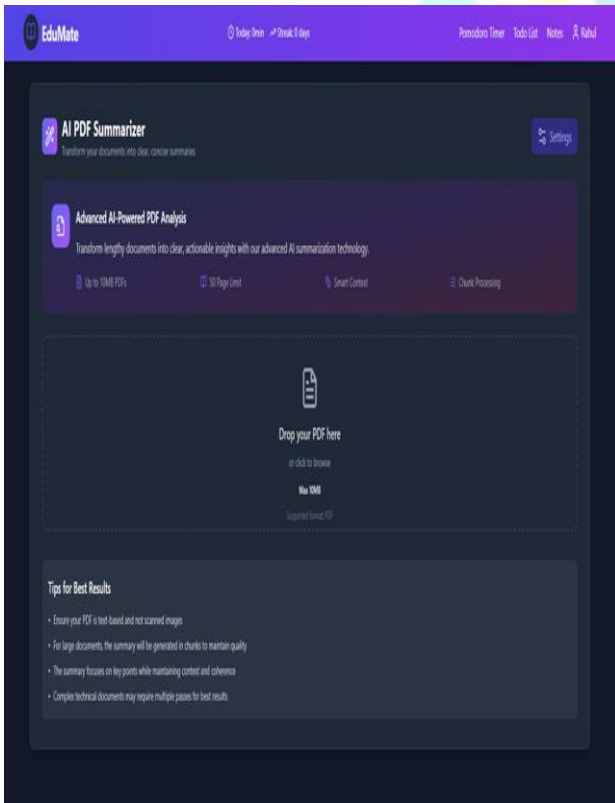 EduMate
Today: 0min Streak: 0 days
Pomodoro Timer Todo List Notes Rahul
AI PDF Summarizer
Transform your documents into clear, concise summaries
Settings
Advanced AI-Powered PDF Analysis
Transform lengthy documents into clear, actionable insights with our advanced AI summarization technology.
Up to 10MB PDFs 50 Page Limit Smart Context Chunk Processing
Drop your PDF here
or click to browse
Max 10MB
Supported format: PDF
Tips for Best Results
• Ensure your PDF is text-based and not scanned images
• For large documents, the summary will be generated in chunks to maintain quality
• The summary focuses on key points while maintaining context and coherence
• Complex technical documents may require multiple passes for best results